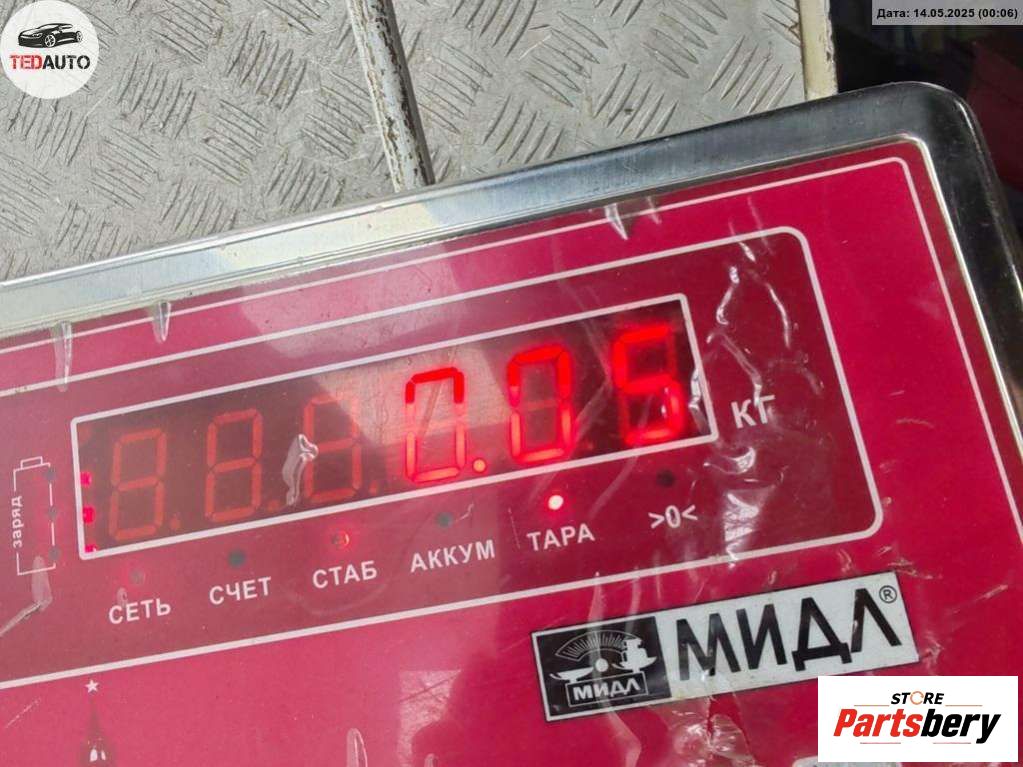 TEDAUTO
Дата: 14.05.2025 (00:06)
0.05
КГ
заряд
СЕТЬ
СЧЕТ
СТАБ
АККУМ
ТАРА
>0<
МИДЛ
МИДЛ®
STORE
Partsbery